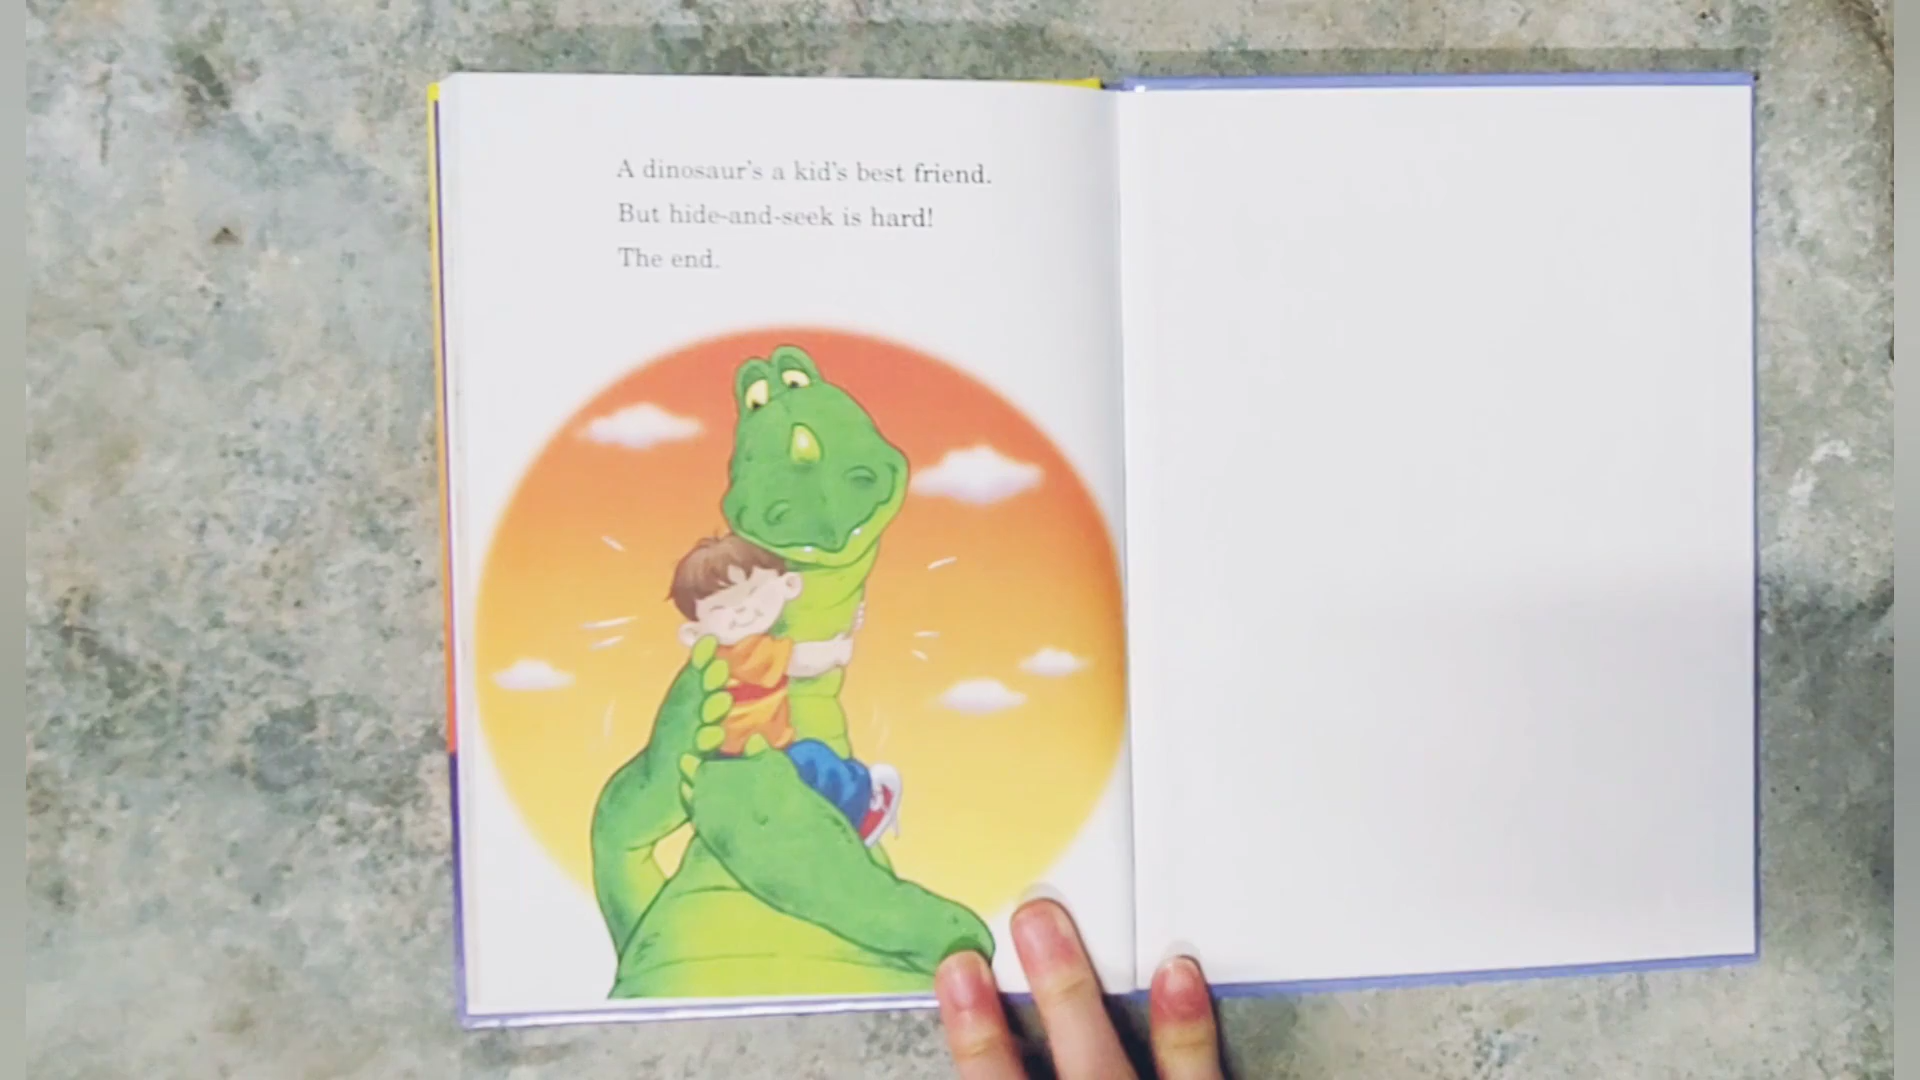 A dinosaur's a kid's best friend.
But hide-and-seek is hard!
The end.